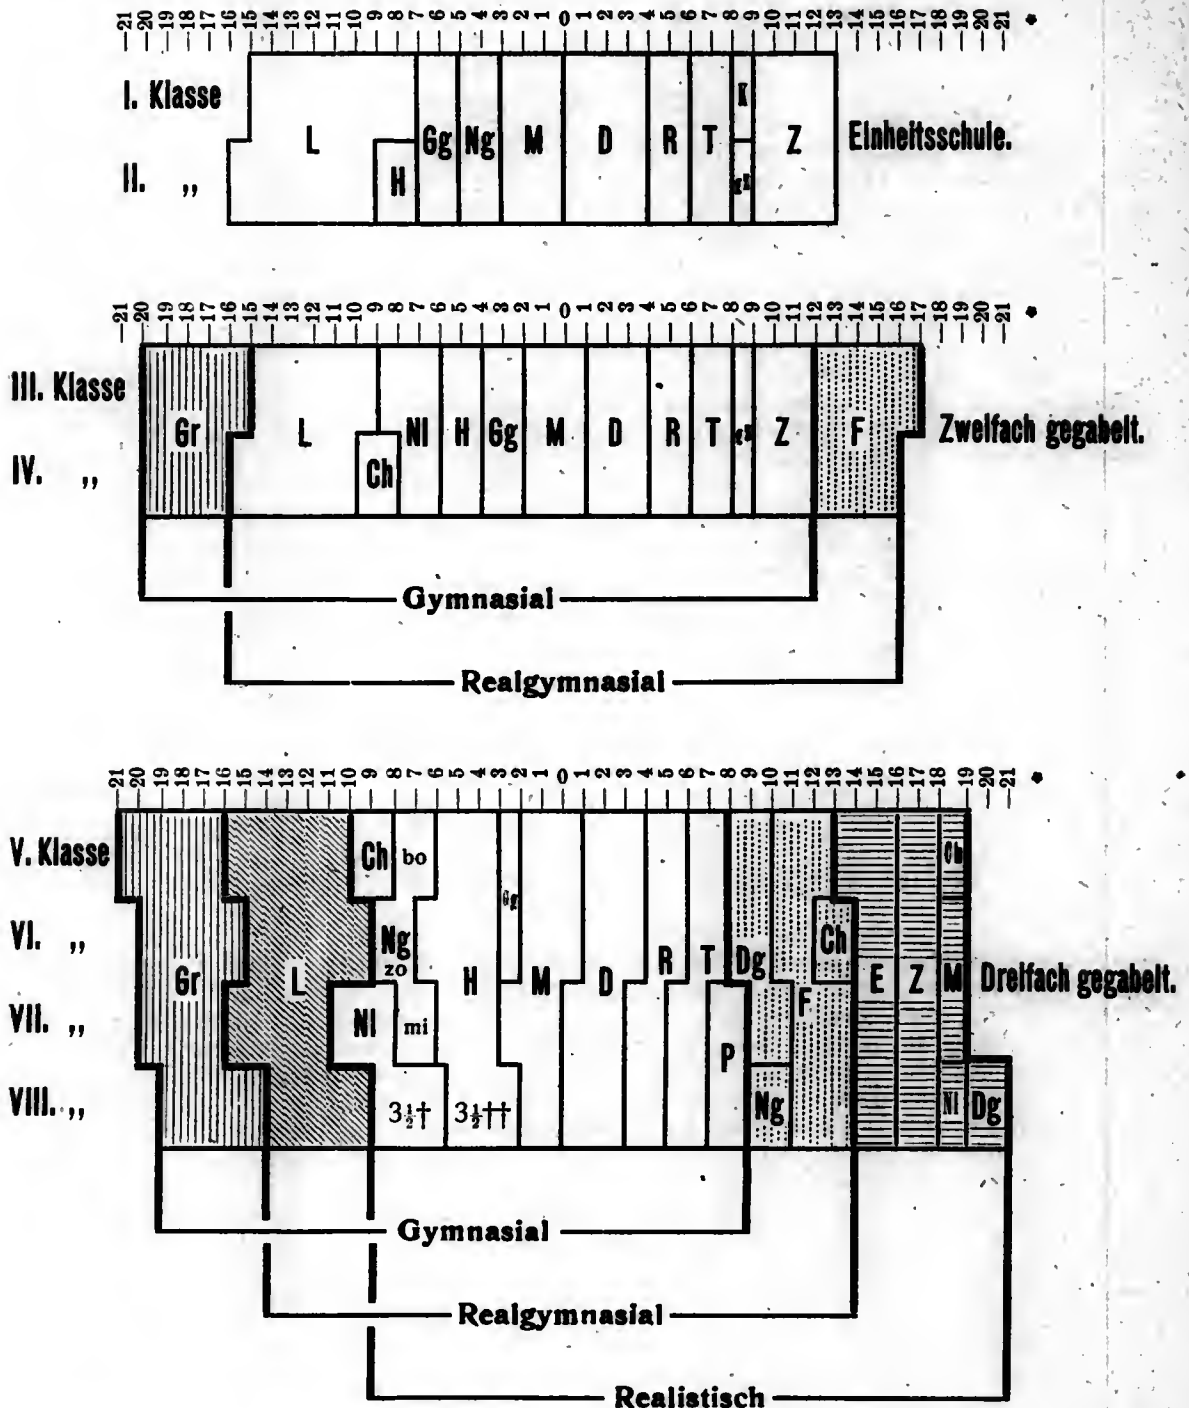 21 20 19 18 17 16 15 14 13 12 11 10 9 8 7 6 5 4 3 2 1 0 1 2 3 4 5 6 7 8 9 10 11 12 13 14 15 16 17 18 19 20 21 *
I. Klasse
L Gg Ng M D R T Z Einheitsschule.
II. „ H
21 20 19 18 17 16 15 14 13 12 11 10 9 8 7 6 5 4 3 2 1 0 1 2 3 4 5 6 7 8 9 10 11 12 13 14 15 16 17 18 19 20 21 *
III. Klasse
Gr L Nl H Gg M D R T Z F Zweifach gegabelt.
IV. „ Ch
Gymnasial
Realgymnasial
21 20 19 18 17 16 15 14 13 12 11 10 9 8 7 6 5 4 3 2 1 0 1 2 3 4 5 6 7 8 9 10 11 12 13 14 15 16 17 18 19 20 21 *
V. Klasse Ch bo Ch
Gg
VI. „ Ng R T Dg Ch
zo
Gr L H M D E Z M Dreifach gegabelt.
VII. „ Nl mi F
P
VIII. „ 3½† 3½†† Ng Nl Dg
Gymnasial
Realgymnasial
Realistisch